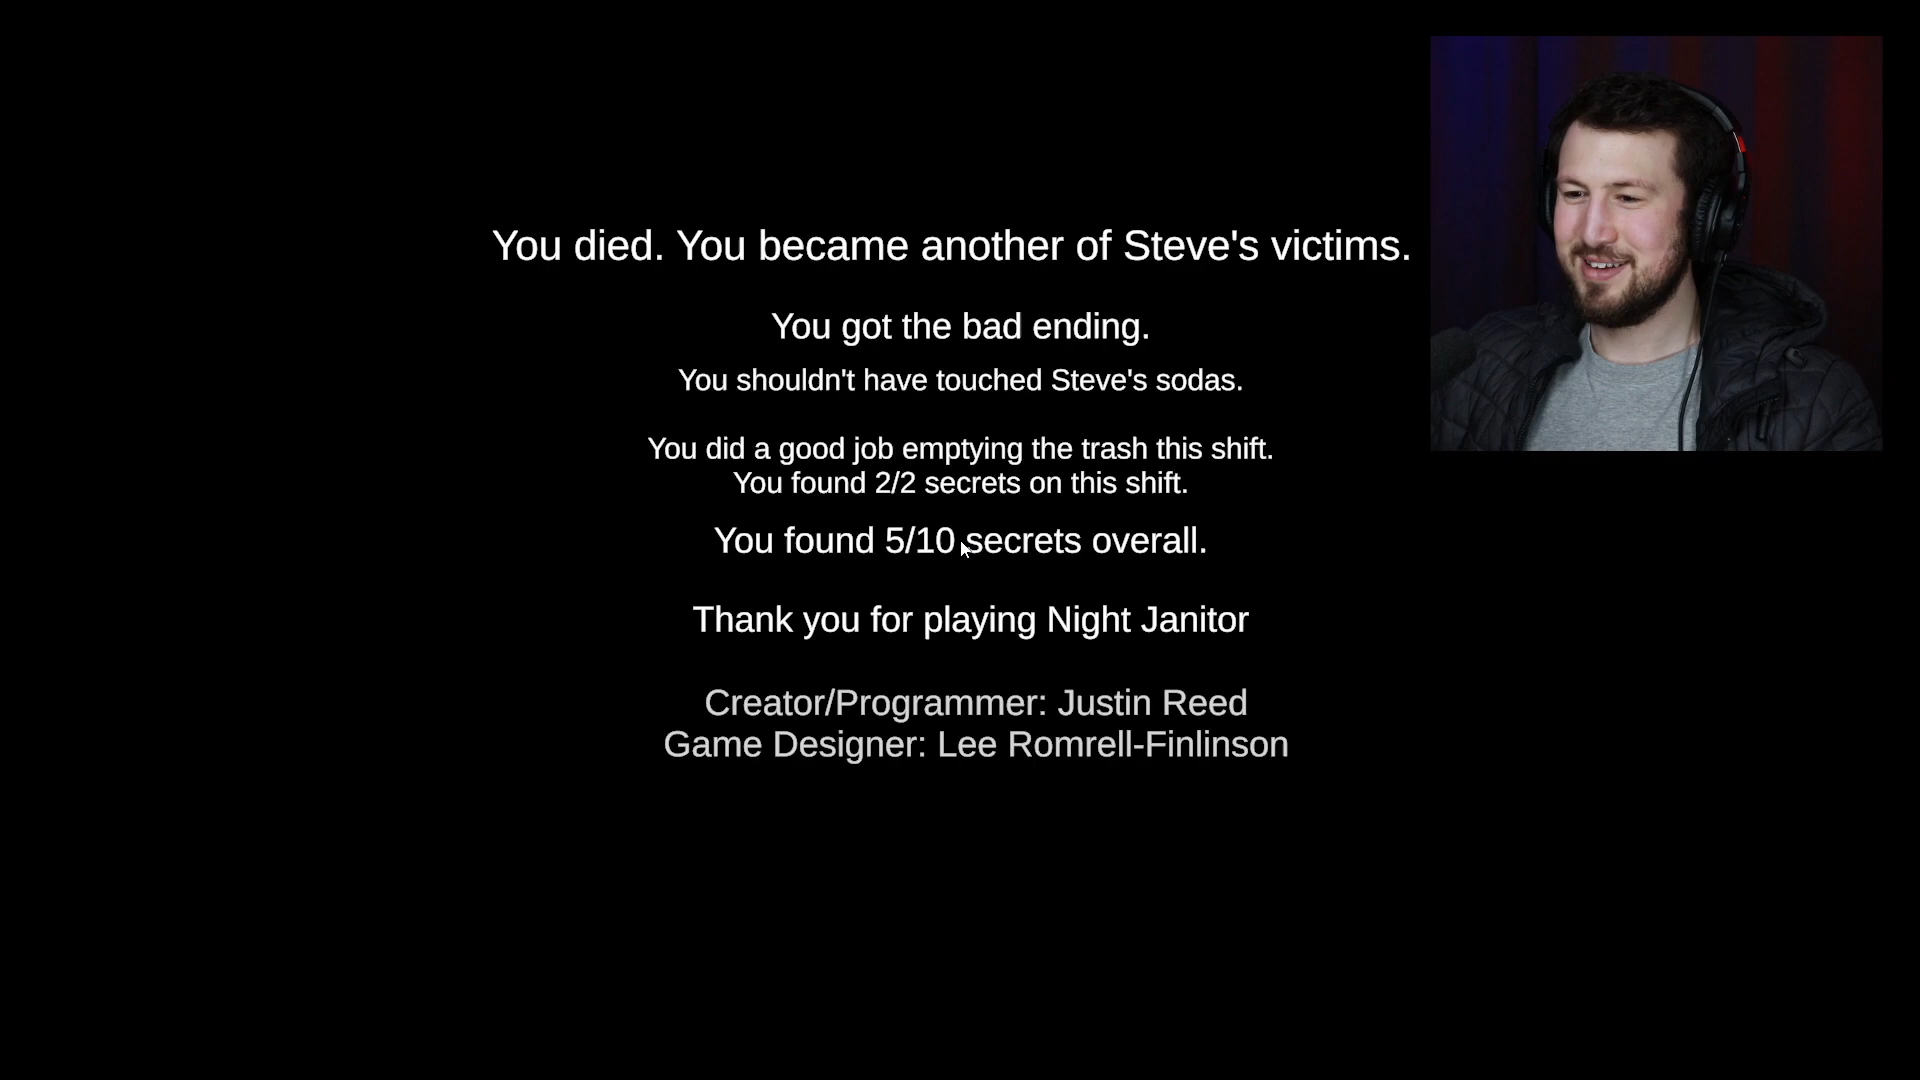 You died. You became another of Steve's victims.
You got the bad ending.
You shouldn't have touched Steve's sodas.
You did a good job emptying the trash this shift.
You found 2/2 secrets on this shift.
You found 5/10 secrets overall.
Thank you for playing Night Janitor
Creator/Programmer: Justin Reed
Game Designer: Lee Romrell-Finlinson